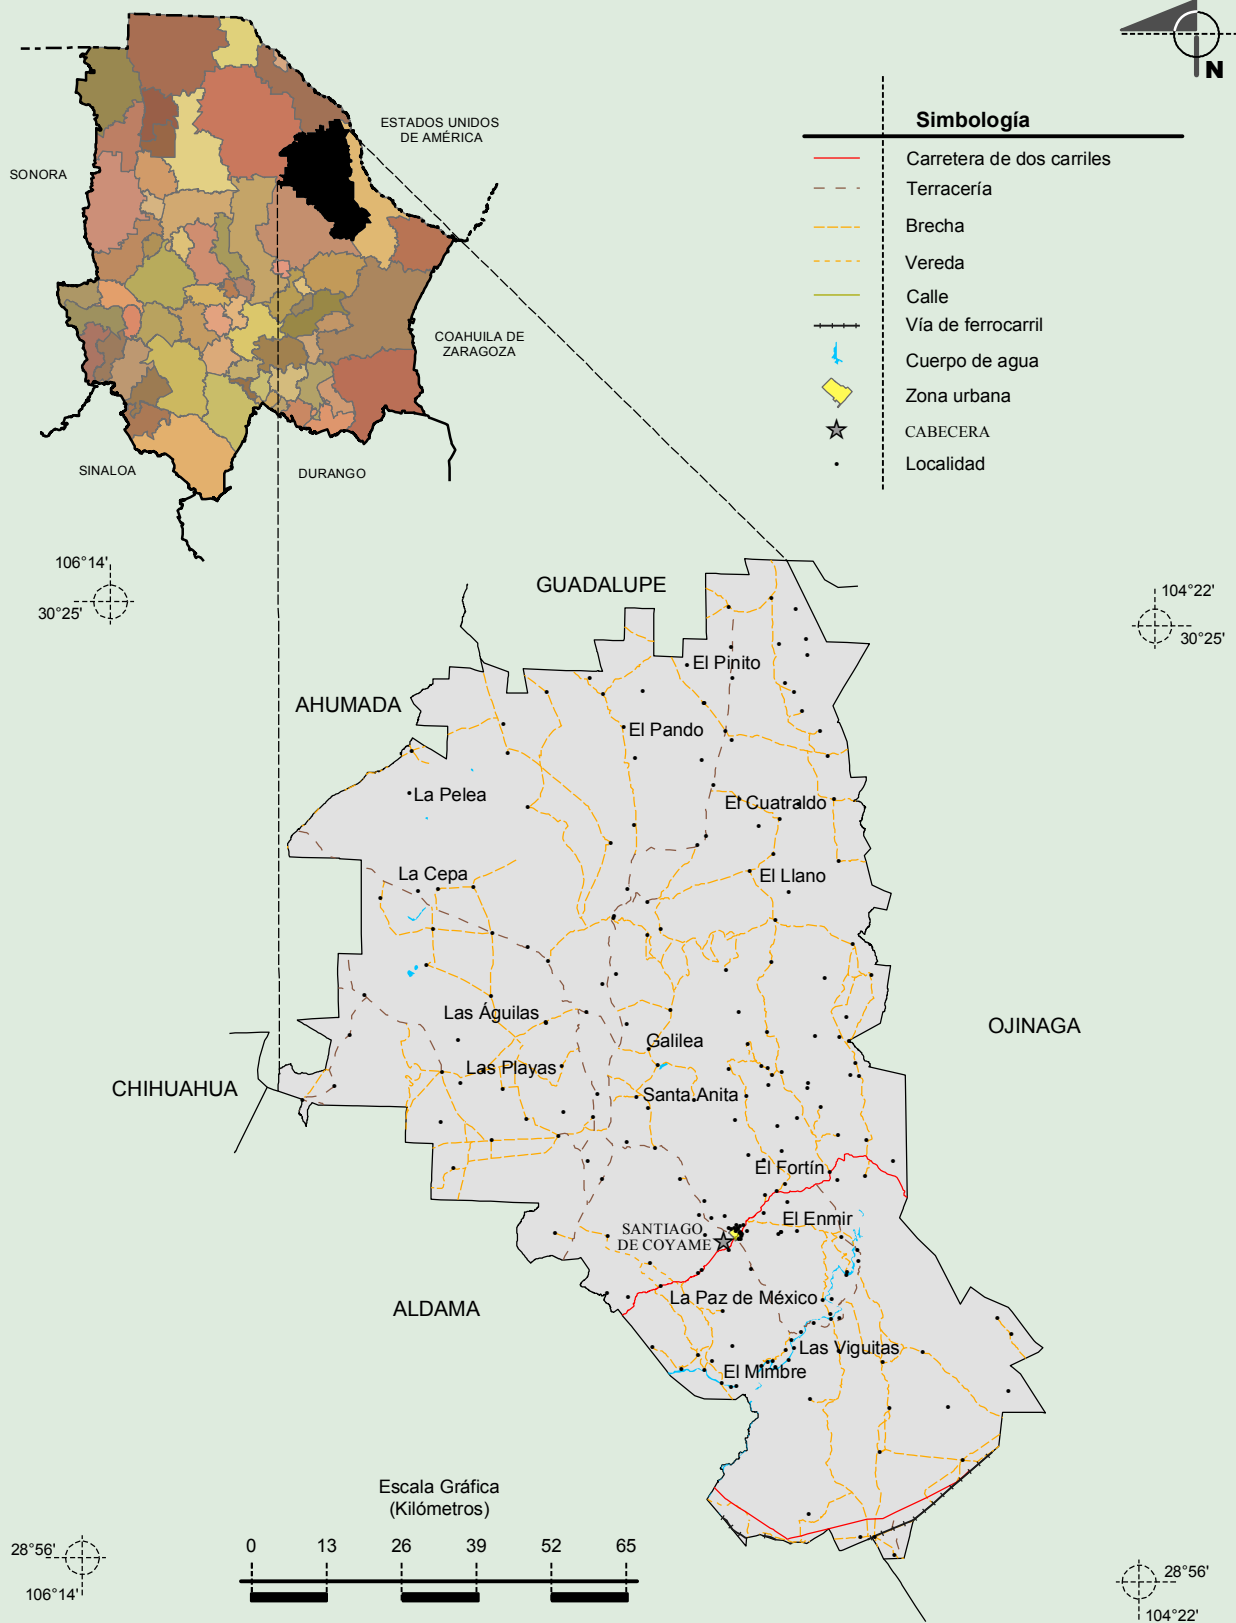 N
ESTADOS UNIDOS
DE AMÉRICA
SONORA
COAHUILA DE
ZARAGOZA
SINALOA
DURANGO
Simbología
Carretera de dos carriles
Terracería
Brecha
Vereda
Calle
Vía de ferrocarril
Cuerpo de agua
Zona urbana
CABECERA
Localidad
106°14'
30°25'
104°22'
30°25'
GUADALUPE
AHUMADA
El Pinito
El Pando
La Pelea
El Cuatraldo
La Cepa
El Llano
Las Águilas
Galilea
OJINAGA
Las Playas
CHIHUAHUA
Santa Anita
El Fortín
El Enmir
SANTIAGO
DE COYAME
La Paz de México
ALDAMA
Las Viguitas
El Mimbre
Escala Gráfica
(Kilómetros)
0 13 26 39 52 65
28°56'
106°14'
28°56'
104°22'